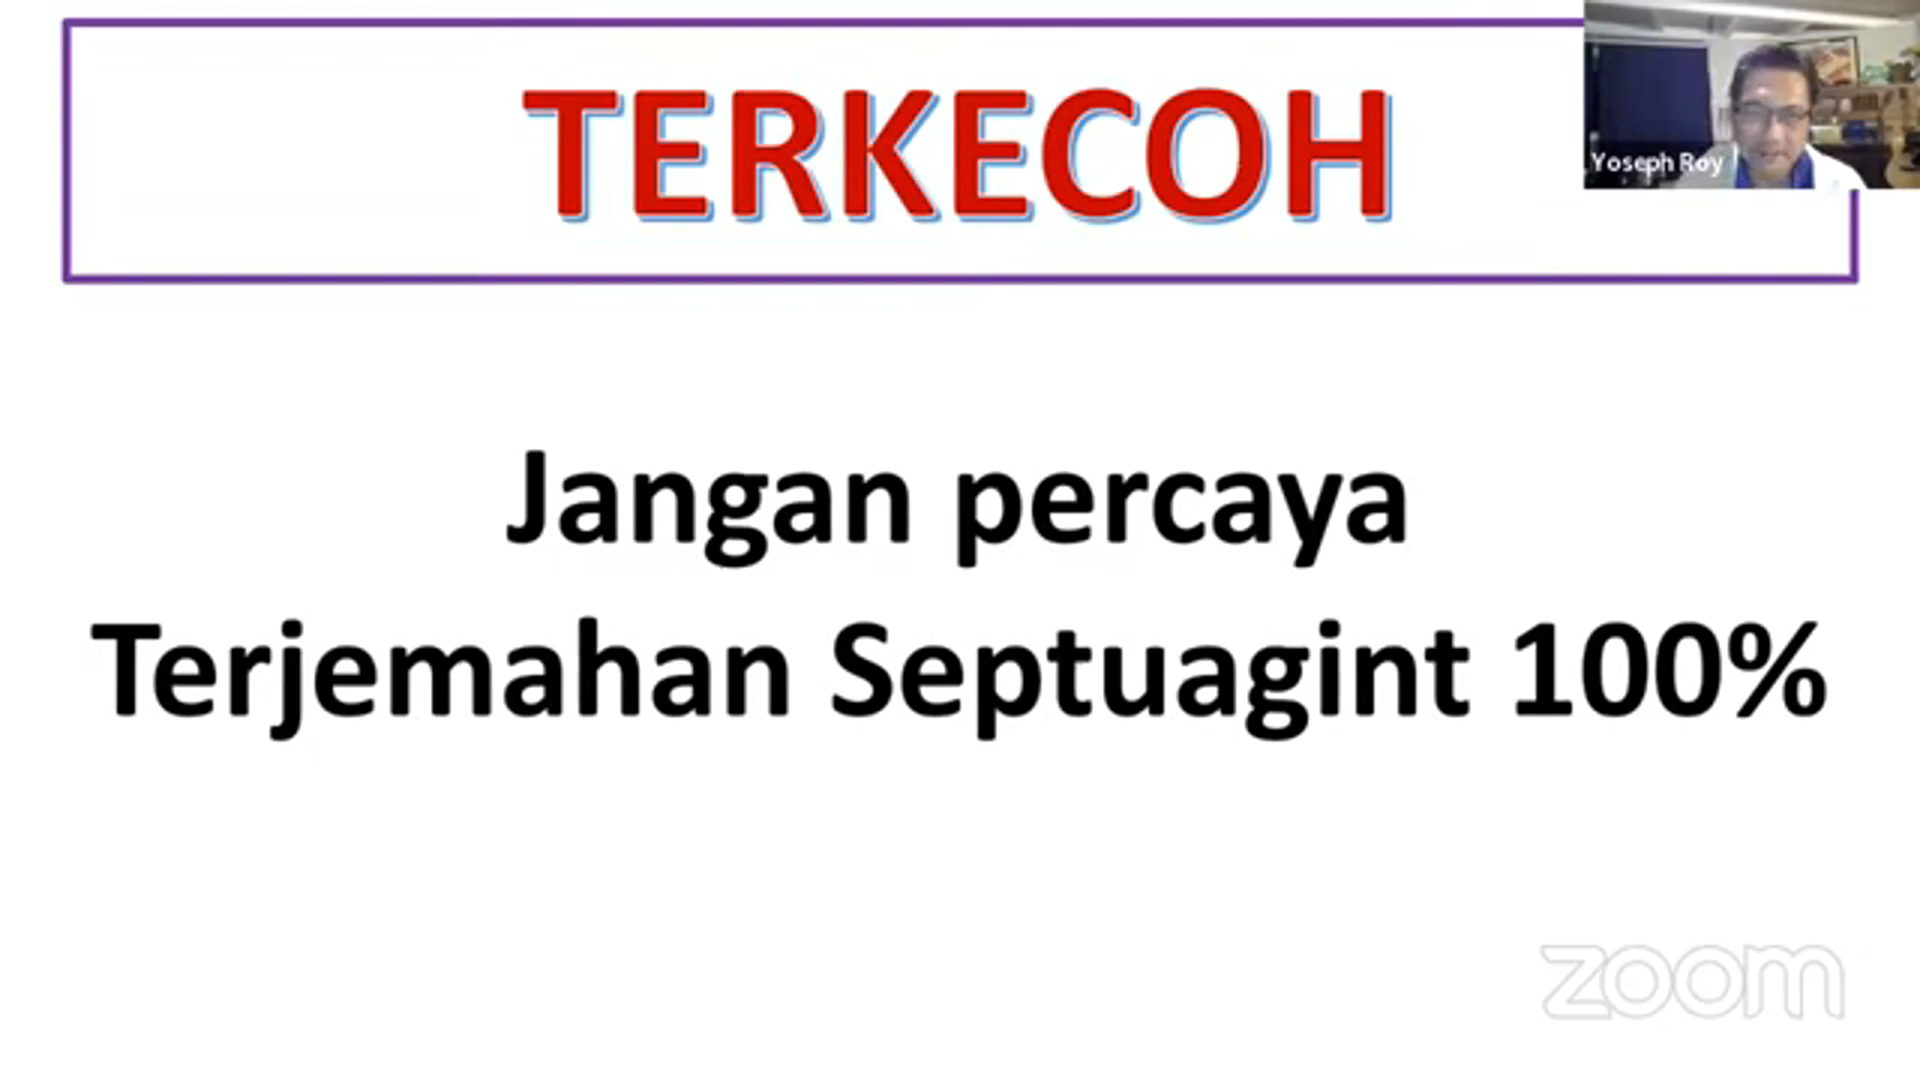 TERKECOH
Yoseph Roy
Jangan percaya
Terjemahan Septuagint 100%
zoom